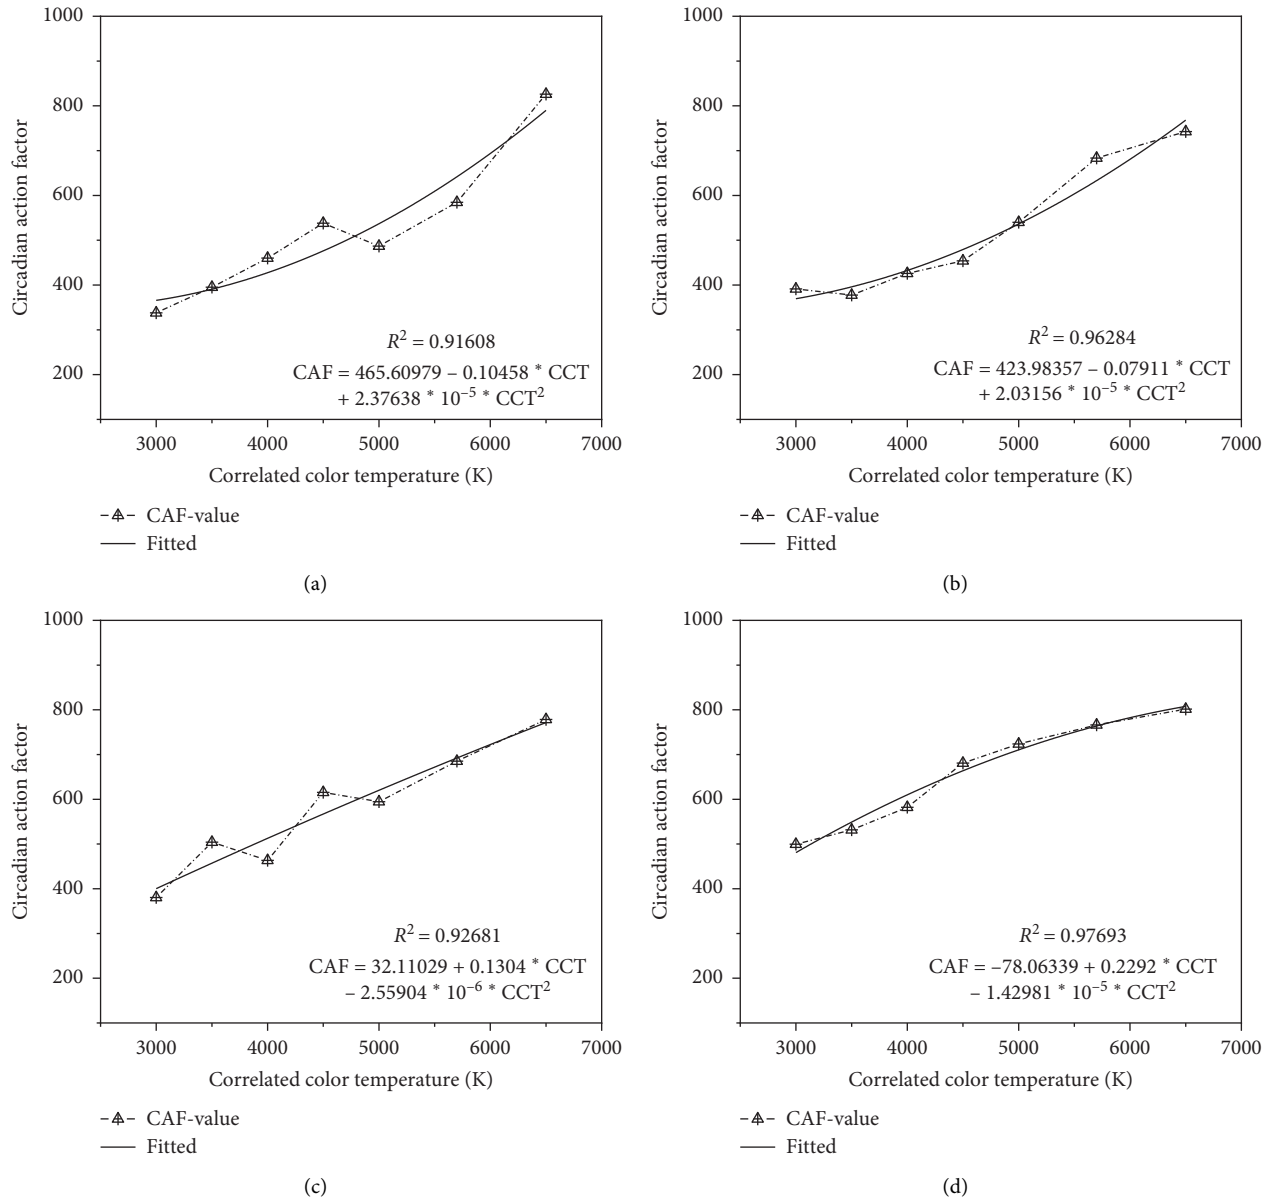 1000
800
600
400
200
Circadian action factor
R² = 0.91608
CAF = 465.60979 – 0.10458 * CCT
+ 2.37638 * 10⁻⁵ * CCT²
3000 4000 5000 6000 7000
Correlated color temperature (K)
CAF-value
Fitted
(a)
1000
800
600
400
200
Circadian action factor
R² = 0.96284
CAF = 423.98357 – 0.07911 * CCT
+ 2.03156 * 10⁻⁵ * CCT²
3000 4000 5000 6000 7000
Correlated color temperature (K)
CAF-value
Fitted
(b)
1000
800
600
400
200
Circadian action factor
R² = 0.92681
CAF = 32.11029 + 0.1304 * CCT
– 2.55904 * 10⁻⁶ * CCT²
3000 4000 5000 6000 7000
Correlated color temperature (K)
CAF-value
Fitted
(c)
1000
800
600
400
200
Circadian action factor
R² = 0.97693
CAF = –78.06339 + 0.2292 * CCT
– 1.42981 * 10⁻⁵ * CCT²
3000 4000 5000 6000 7000
Correlated color temperature (K)
CAF-value
Fitted
(d)